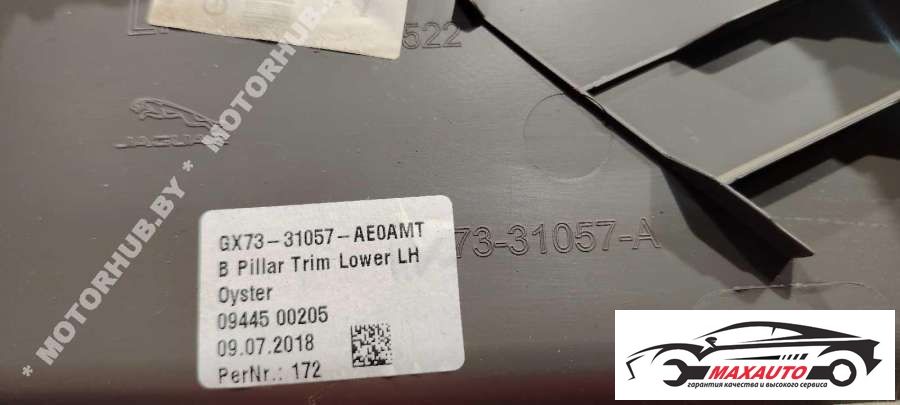 522
JAGUAR
GX73-31057-AE0AMT
B Pillar Trim Lower LH
Oyster
09445 00205
09.07.2018
PerNr.: 172
73-31057-A
* MOTORHUB.BY * MOTORHUB.BY
MAXAUTO
гарантия качества и высокого сервиса